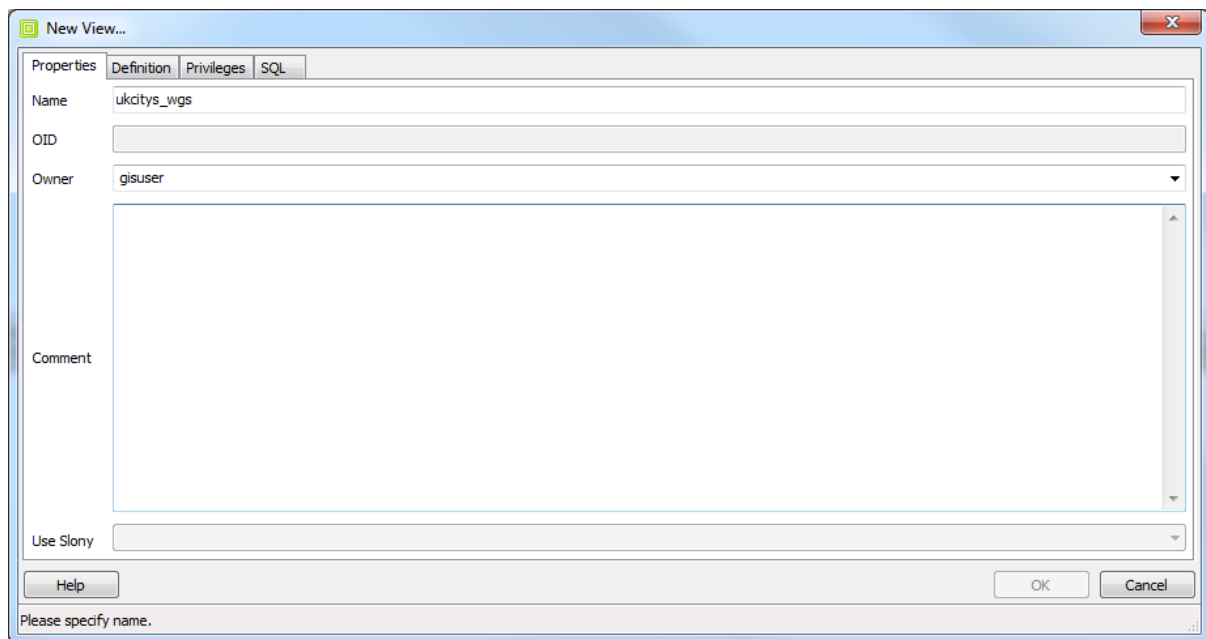 New View...
Properties Definition Privileges SQL
Name ukcitys_wgs
OID
Owner gisuser
Comment
Use Slony
Help OK Cancel
Please specify name.